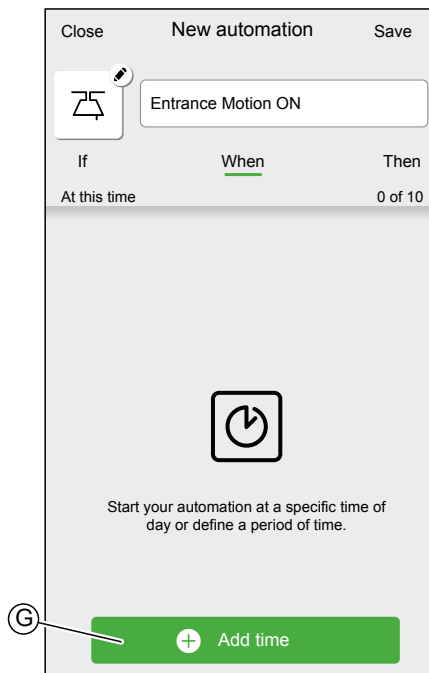 Close New automation Save
Entrance Motion ON
If When Then
At this time 0 of 10
Start your automation at a specific time of
day or define a period of time.
G
Add time